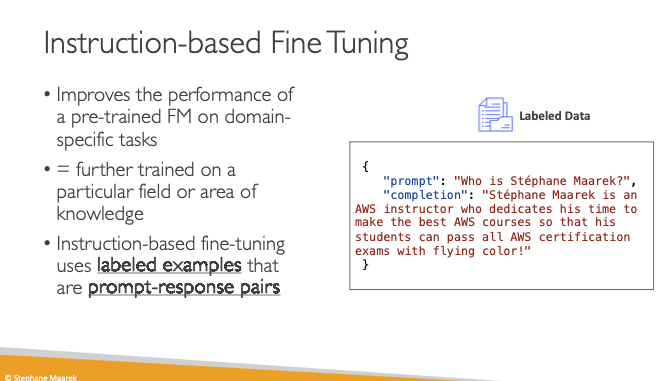 Instruction-based Fine Tuning
• Improves the performance of
a pre-trained FM on domain-
specific tasks
• = further trained on a
particular field or area of
knowledge
• Instruction-based fine-tuning
uses labeled examples that
are prompt-response pairs
Labeled Data
{
"prompt": "Who is Stéphane Maarek?",
"completion": "Stéphane Maarek is an
AWS instructor who dedicates his time to
make the best AWS courses so that his
students can pass all AWS certification
exams with flying color!"
}
© Stephane Maarek